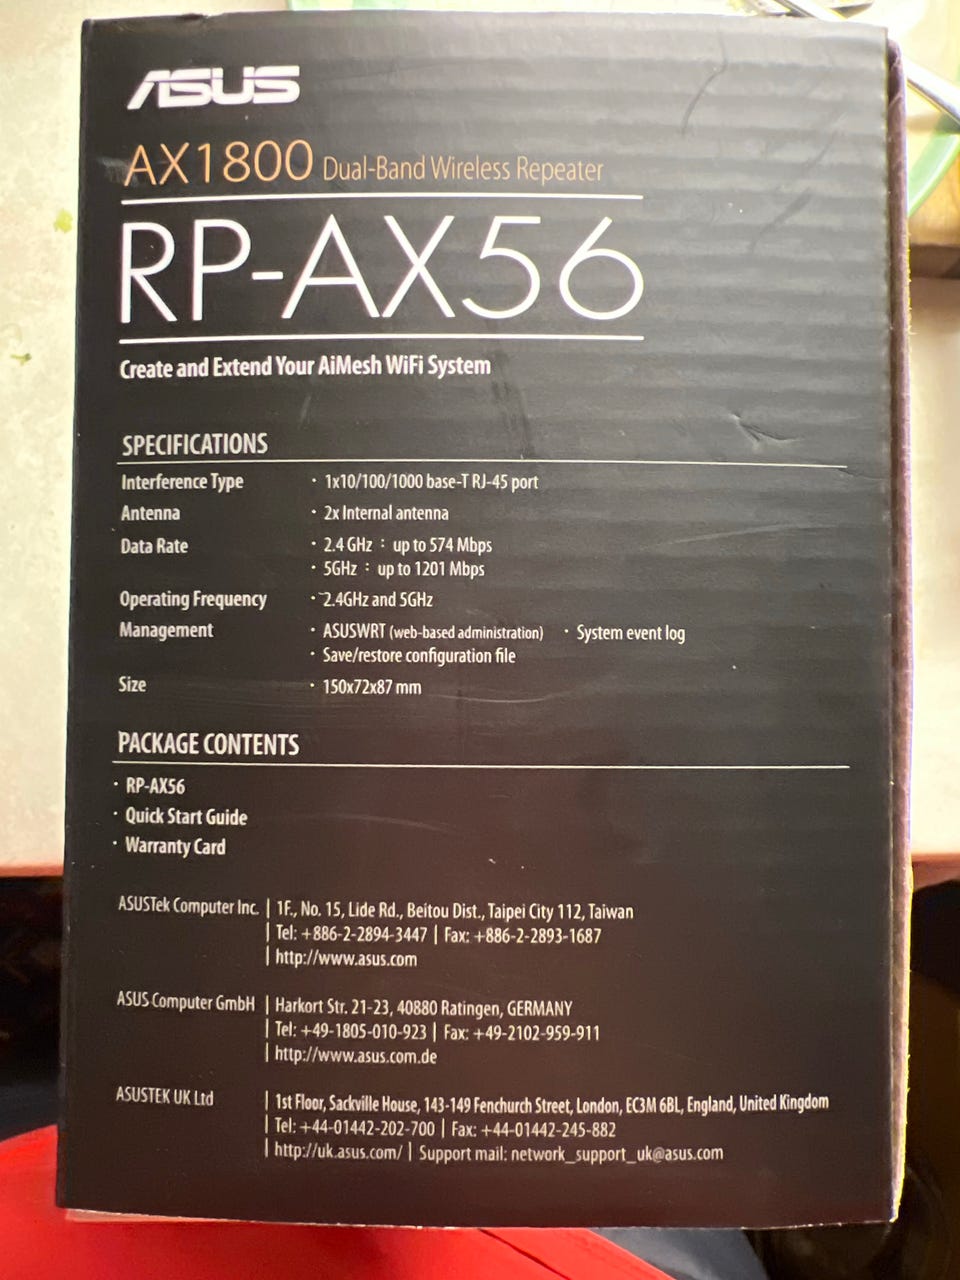 ASUS
AX1800 Dual-Band Wireless Repeater
RP-AX56
Create and Extend Your AiMesh WiFi System
SPECIFICATIONS
Interference Type · 1x10/100/1000 base-T RJ-45 port
Antenna · 2x Internal antenna
Data Rate · 2.4 GHz : up to 574 Mbps
· 5GHz : up to 1201 Mbps
Operating Frequency · 2.4GHz and 5GHz
Management · ASUSWRT (web-based administration) · System event log
· Save/restore configuration file
Size · 150x72x87 mm
PACKAGE CONTENTS
· RP-AX56
· Quick Start Guide
· Warranty Card
ASUSTek Computer Inc. | 1F., No. 15, Lide Rd., Beitou Dist., Taipei City 112, Taiwan
| Tel: +886-2-2894-3447 | Fax: +886-2-2893-1687
| http://www.asus.com
ASUS Computer GmbH | Harkort Str. 21-23, 40880 Ratingen, GERMANY
| Tel: +49-1805-010-923 | Fax: +49-2102-959-911
| http://www.asus.com.de
ASUSTEK UK Ltd | 1st Floor, Sackville House, 143-149 Fenchurch Street, London, EC3M 6BL, England, United Kingdom
| Tel: +44-01442-202-700 | Fax: +44-01442-245-882
| http://uk.asus.com/ | Support mail: network_support_uk@asus.com